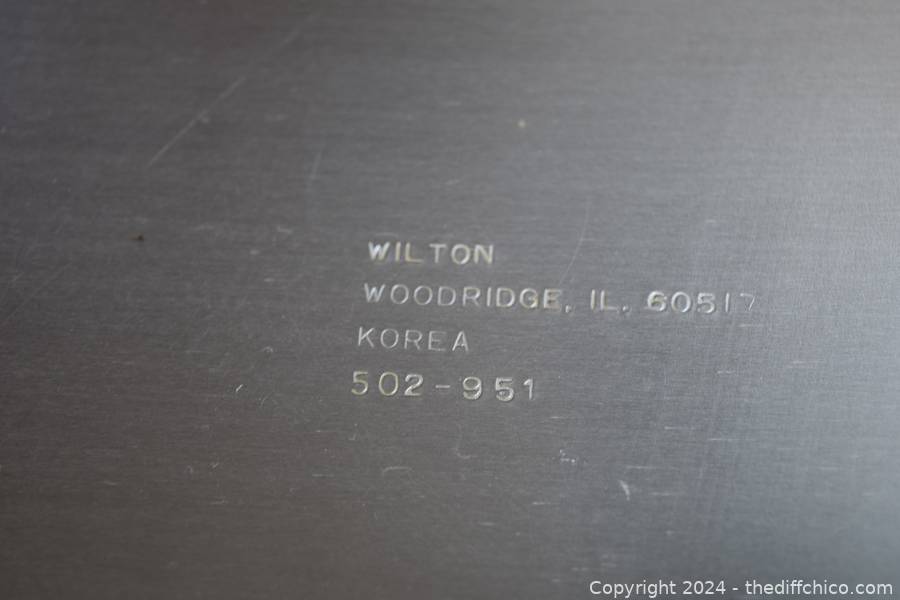 WILTON
WOODRIDGE, IL, 60517
KOREA
502-951
Copyright 2024 - thediffchico.com